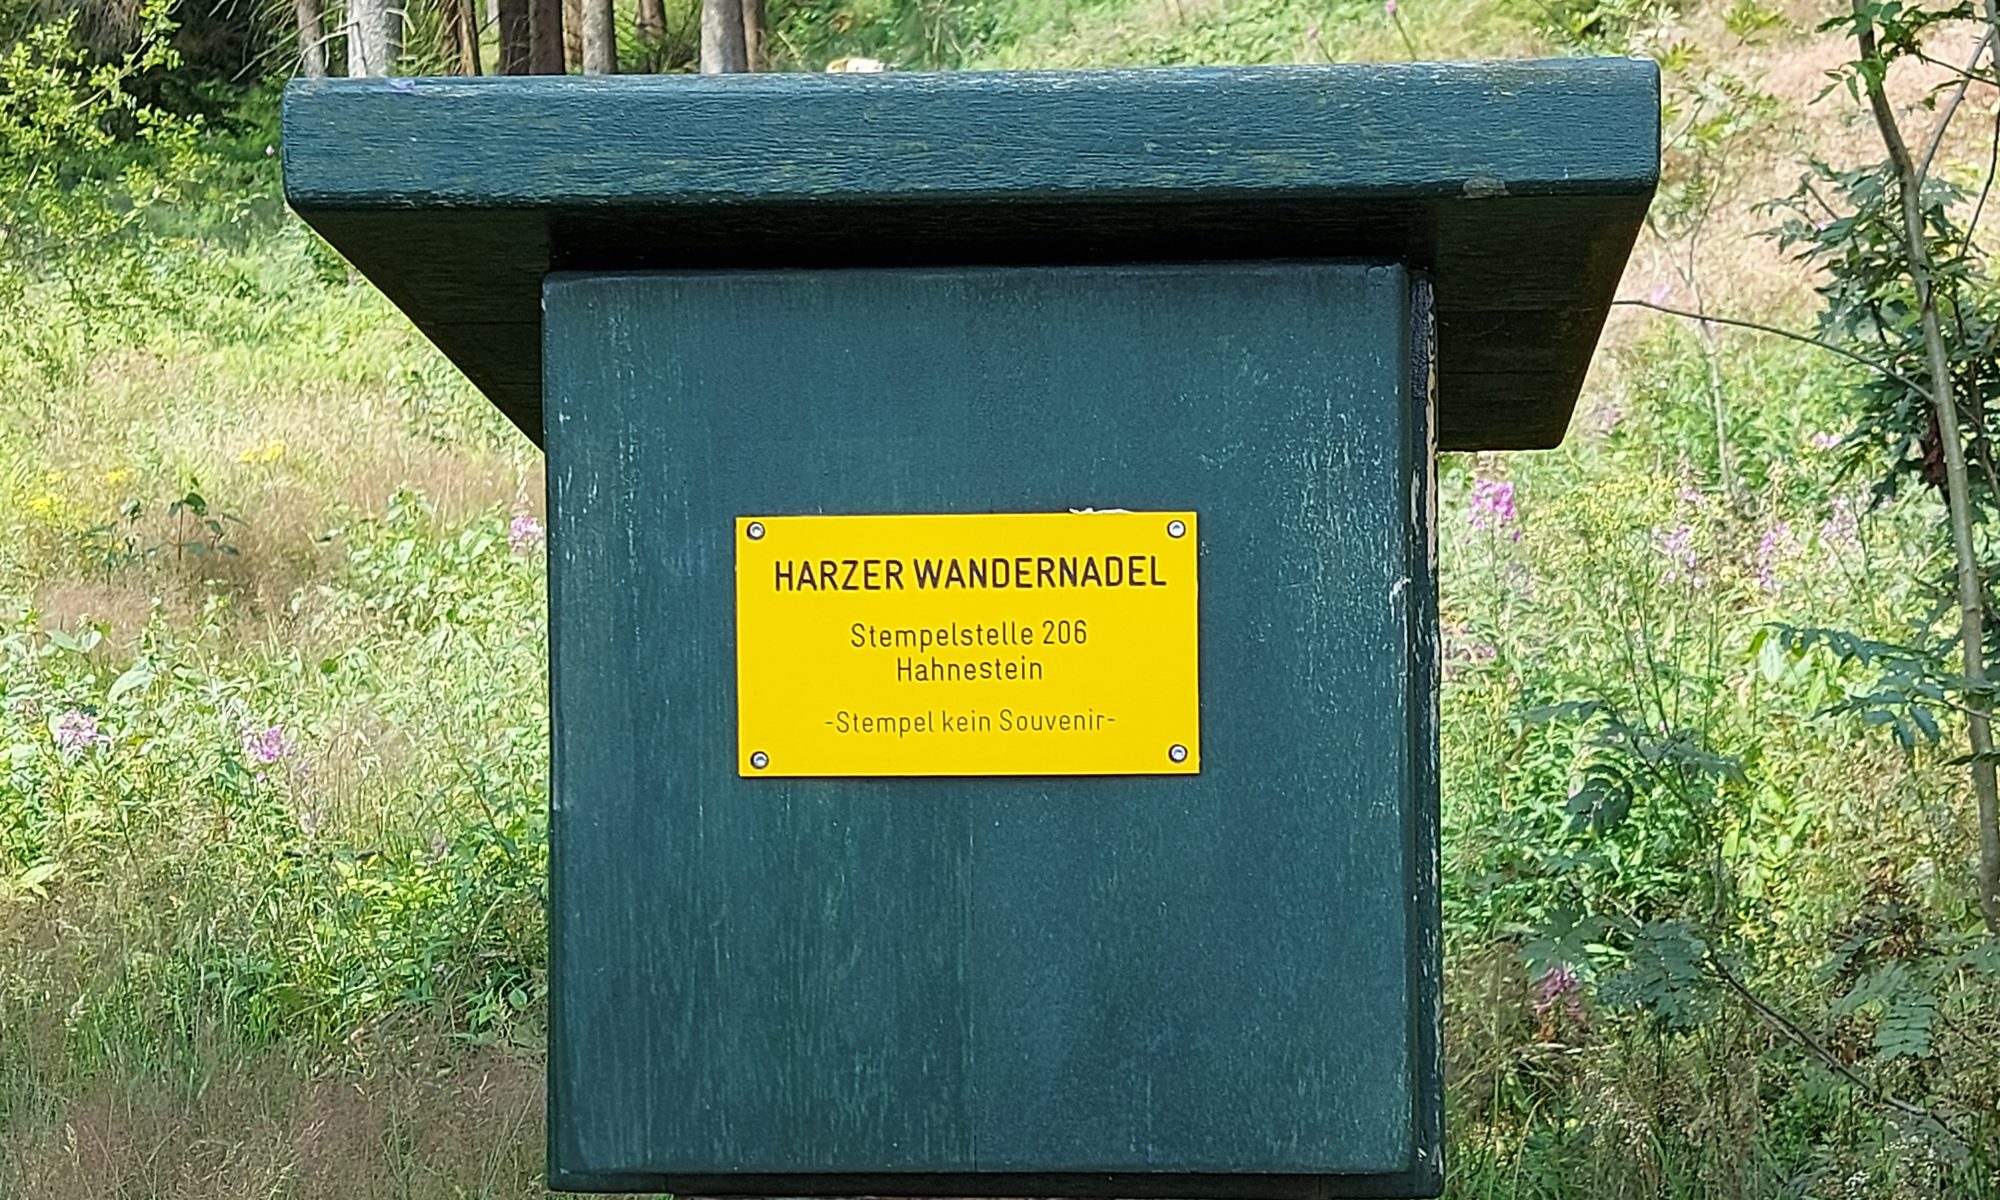 HARZER WANDERNADEL
Stempelstelle 206
Hahnestein
-Stempel kein Souvenir-